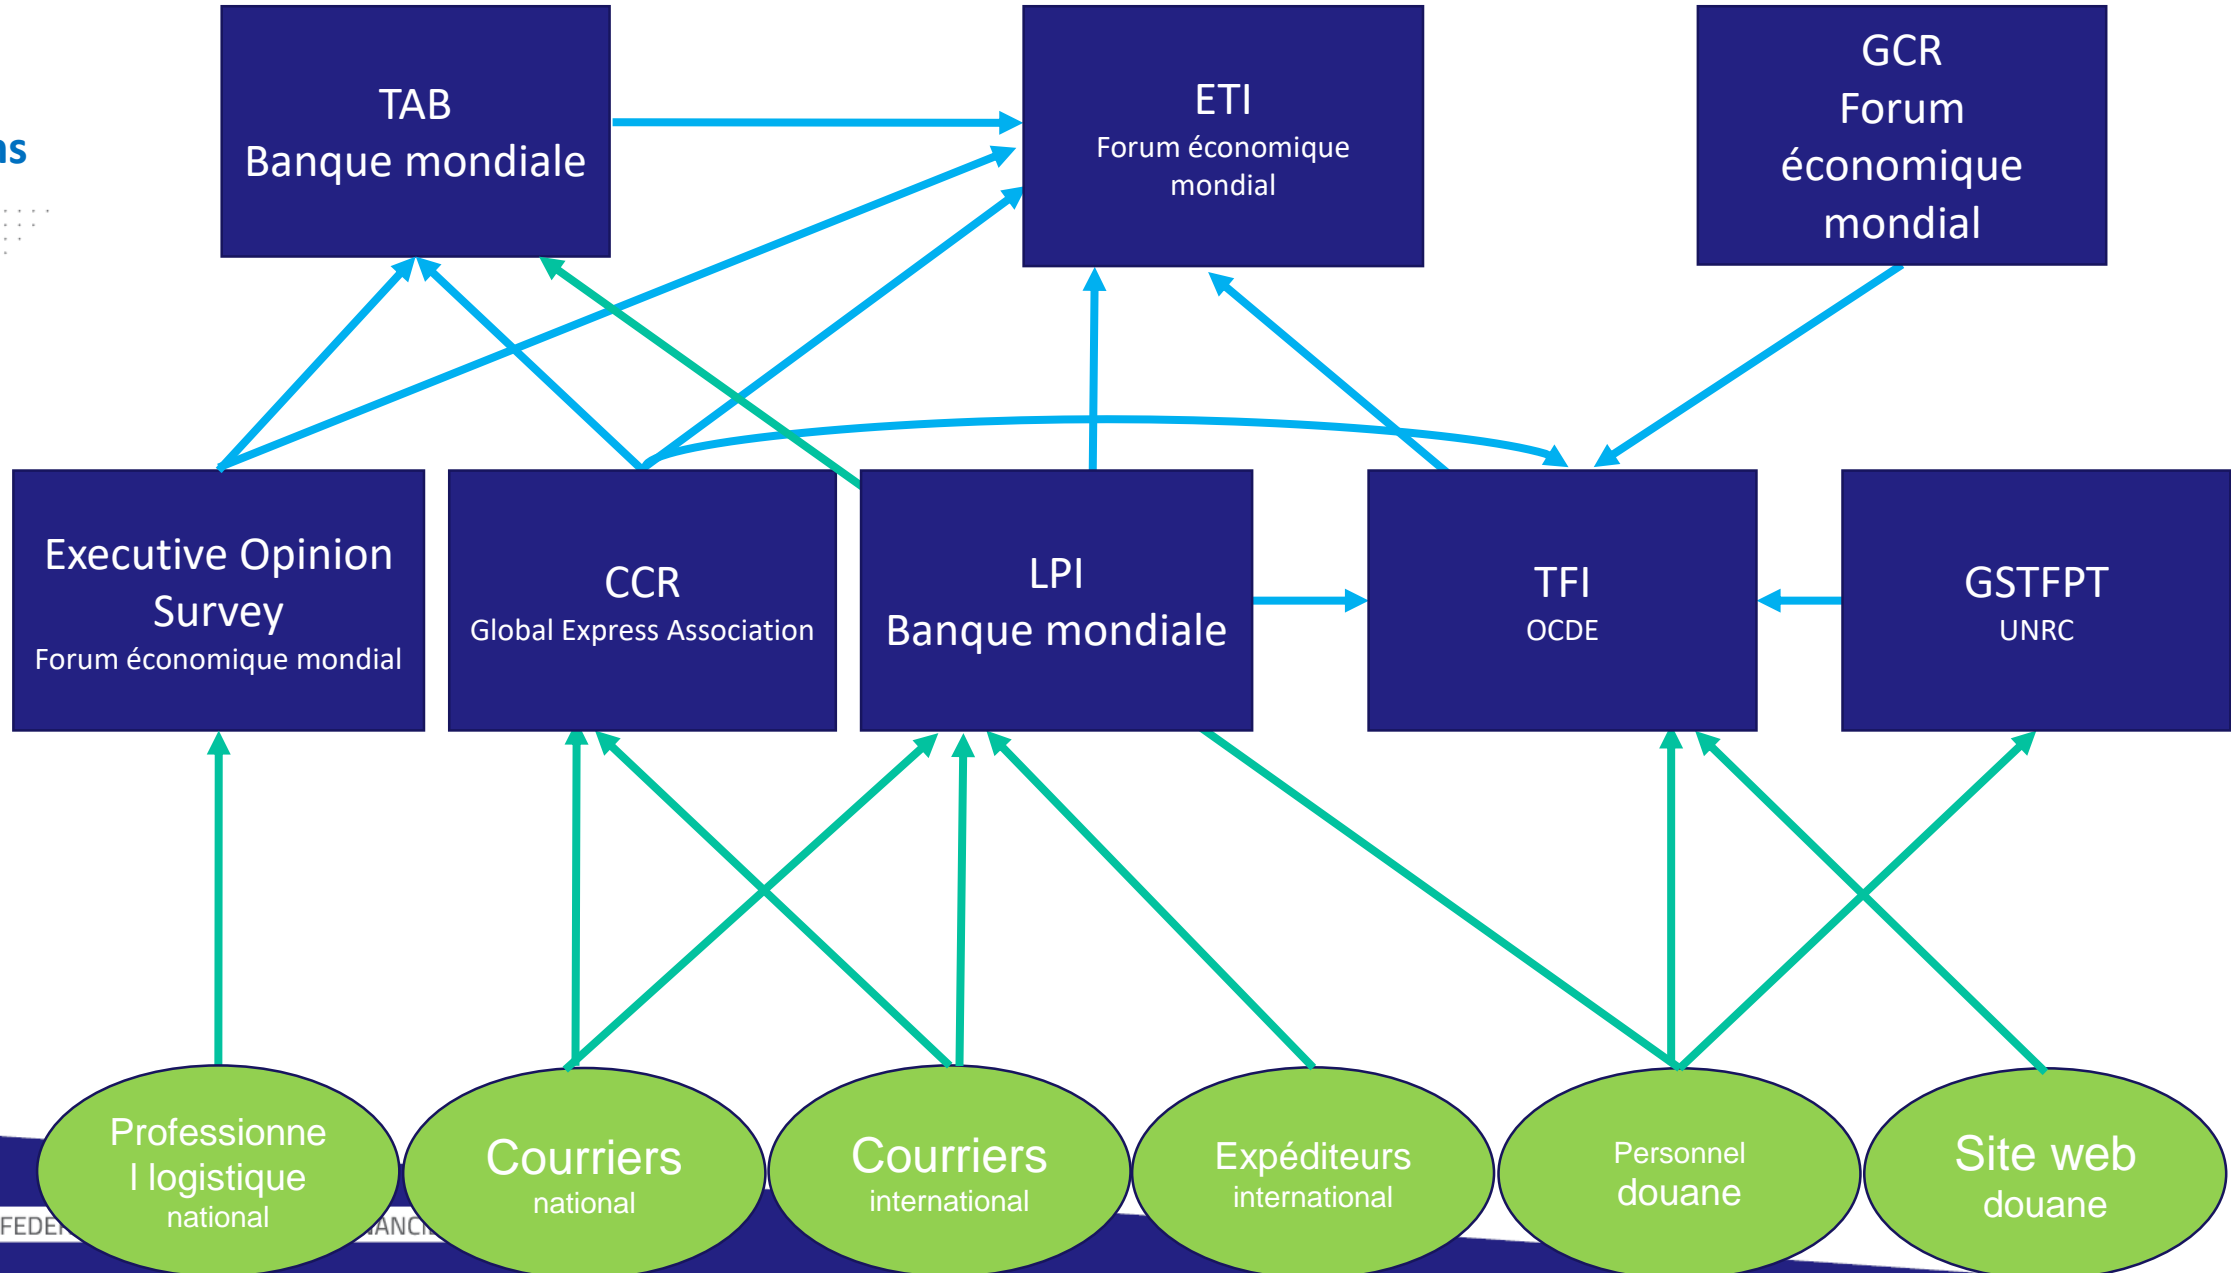 TAB
Banque mondiale
ETI
Forum économique
mondial
GCR
Forum
économique
mondial
Executive Opinion
Survey
Forum économique mondial
CCR
Global Express Association
LPI
Banque mondiale
TFI
OCDE
GSTFPT
UNRC
Professionne
l logistique
national
Courriers
national
Courriers
international
Expéditeurs
international
Personnel
douane
Site web
douane